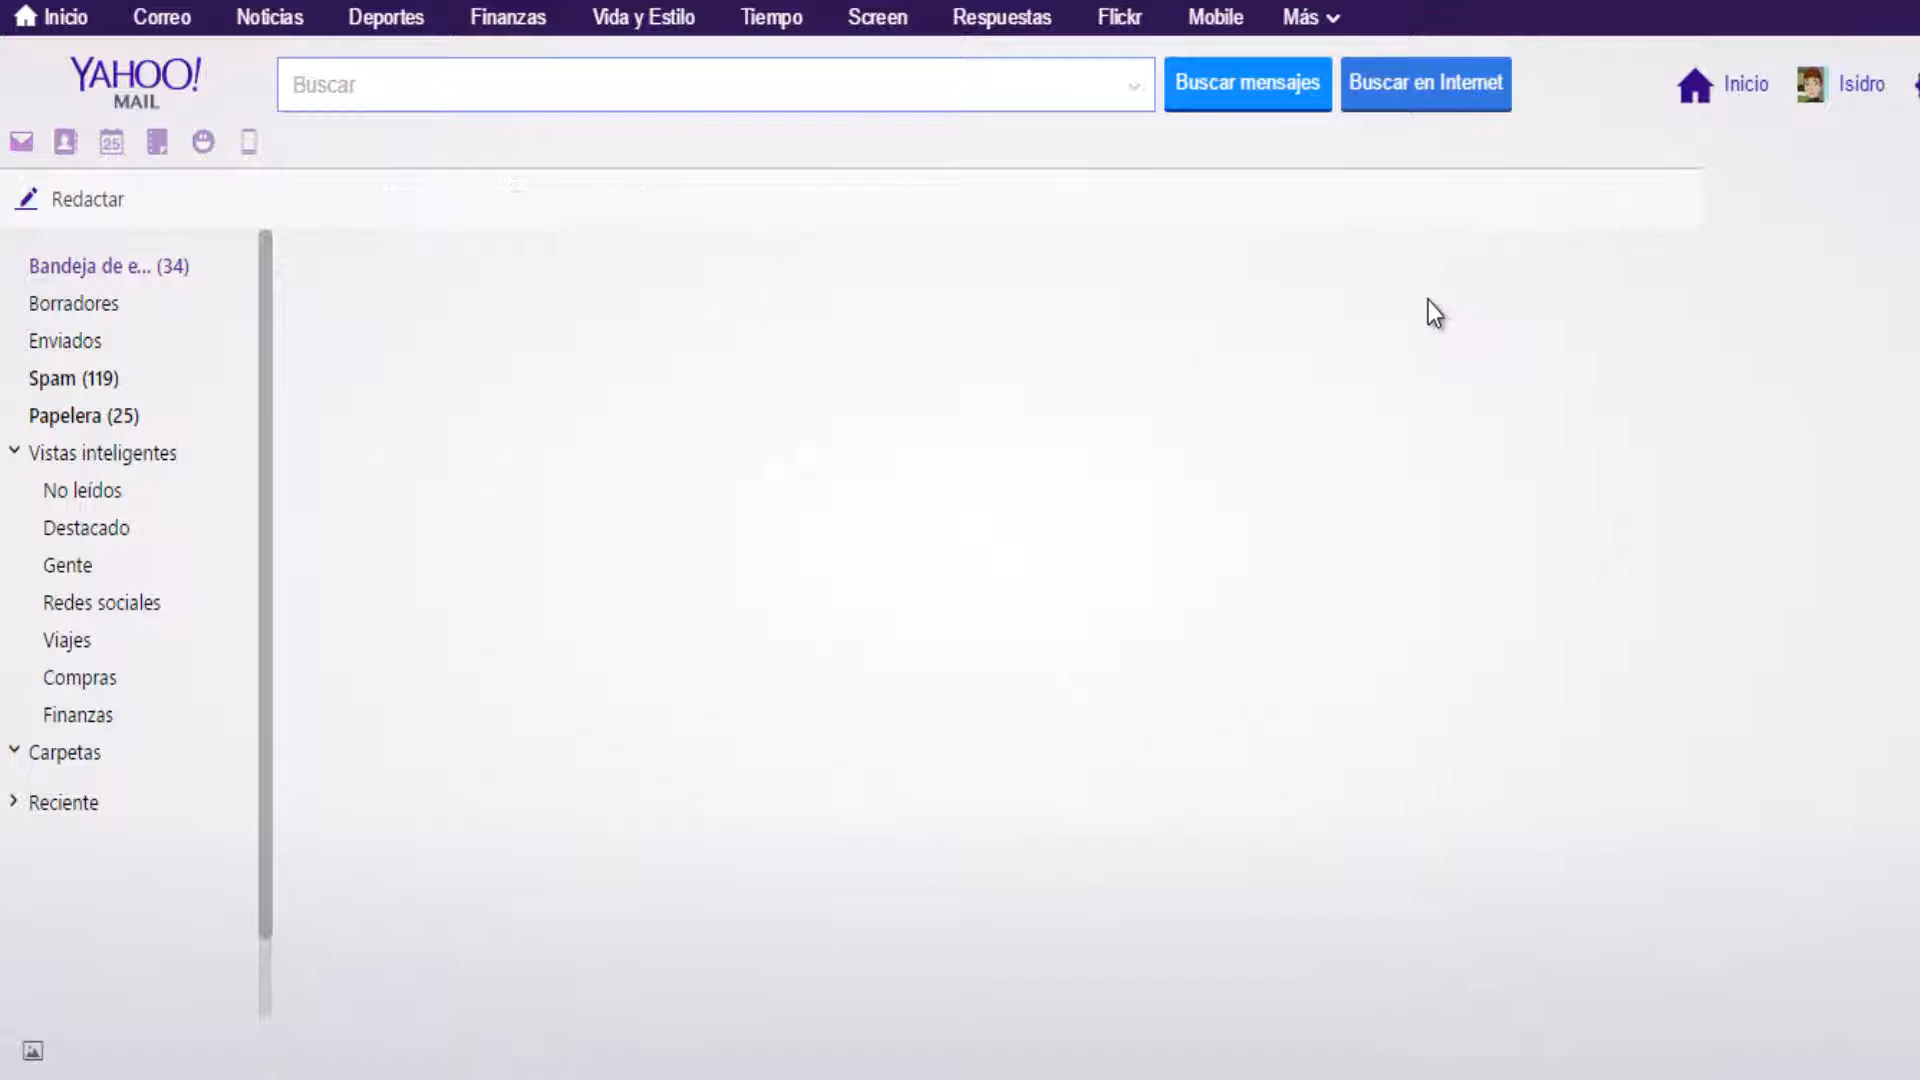 Inicio Correo Noticias Deportes Finanzas Vida y Estilo Tiempo Screen Respuestas Flickr Mobile Más
YAHOO!
MAIL
Buscar
Buscar mensajes
Buscar en Internet
Inicio
Isidro
25
Redactar
Bandeja de e... (34)
Borradores
Enviados
Spam (119)
Papelera (25)
Vistas inteligentes
No leídos
Destacado
Gente
Redes sociales
Viajes
Compras
Finanzas
Carpetas
Reciente